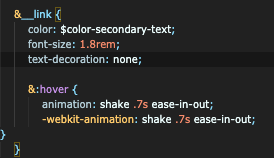 &__link {
color: $color-secondary-text;
font-size: 1.8rem;
text-decoration: none;
&:hover {
animation: shake .7s ease-in-out;
-webkit-animation: shake .7s ease-in-out;
}
}